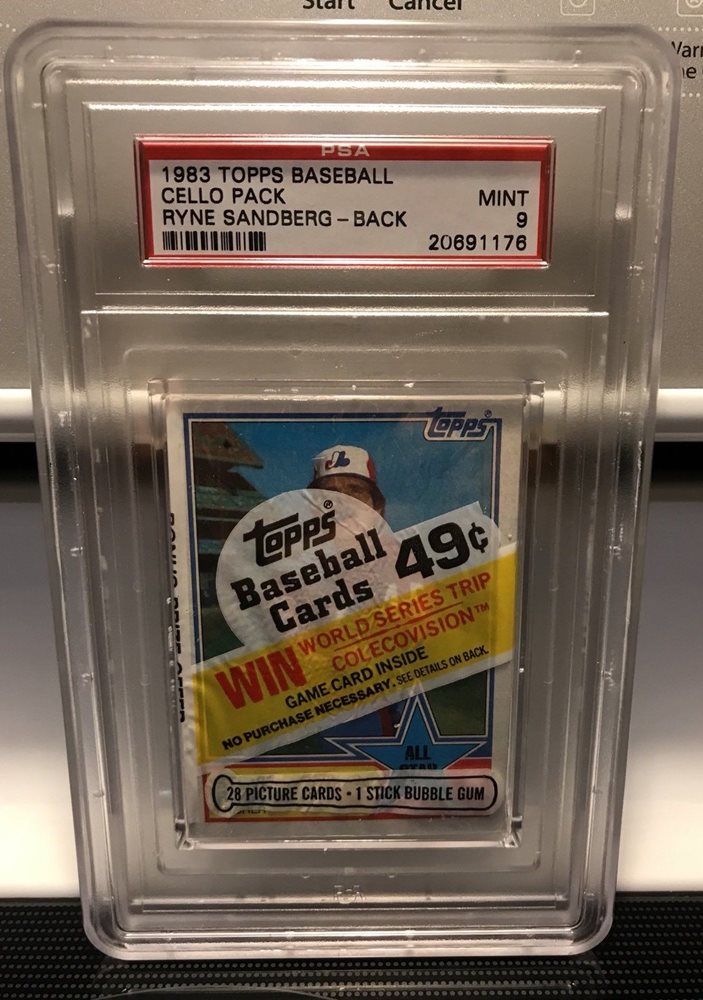 Start Cancel
PSA
1983 TOPPS BASEBALL
CELLO PACK MINT
RYNE SANDBERG - BACK 9
20691176
topps®
topps®
Baseball
Cards
49¢
WIN WORLD SERIES TRIP
COLECOVISION™
GAME CARD INSIDE
NO PURCHASE NECESSARY. SEE DETAILS ON BACK.
ALL
STAR
28 PICTURE CARDS • 1 STICK BUBBLE GUM